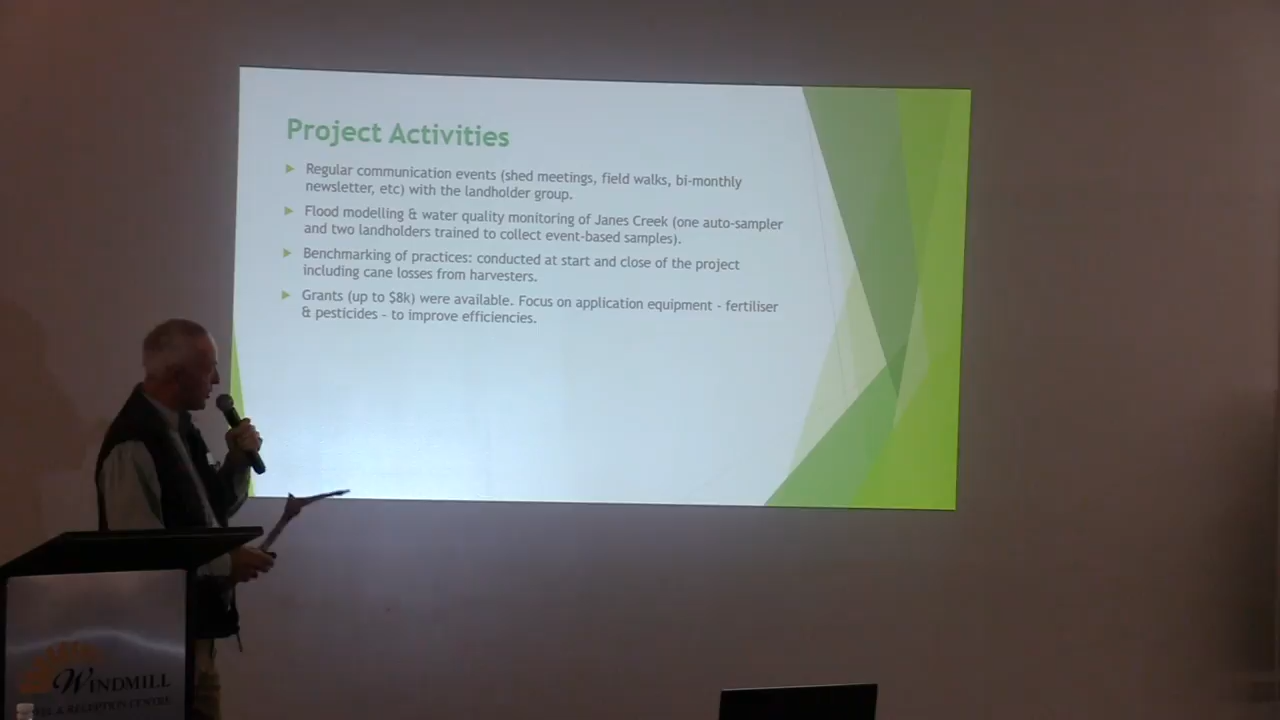 Project Activities
Regular communication events (shed meetings, field walks, bi-monthly
newsletter, etc) with the landholder group.
Flood modelling & water quality monitoring of Janes Creek (one auto-sampler
and two landholders trained to collect event-based samples).
Benchmarking of practices: conducted at start and close of the project
including cane losses from harvesters.
Grants (up to $8k) were available. Focus on application equipment - fertiliser
& pesticides - to improve efficiencies.
WINDMILL
& RECEPTION CENTRE